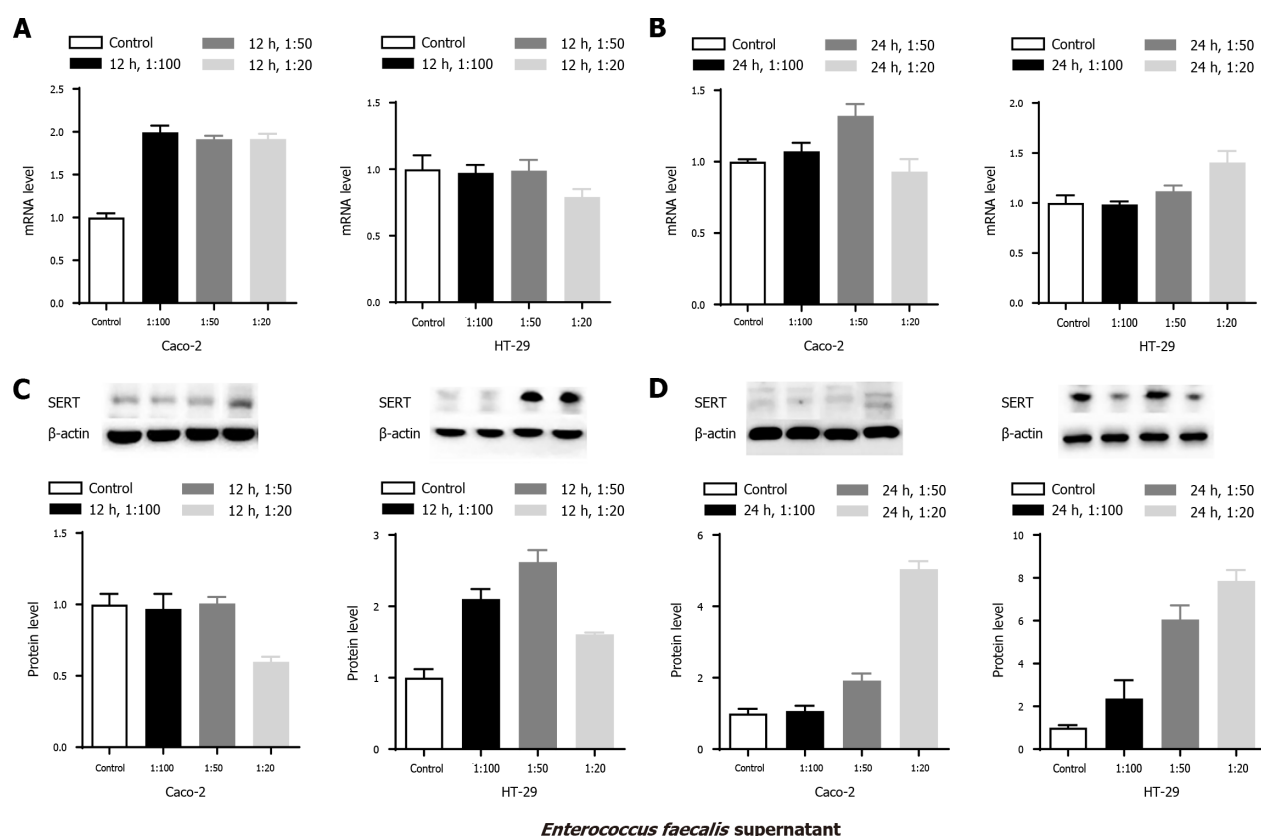 A
Control
12 h, 1:50
12 h, 1:100
12 h, 1:20
mRNA level
2.5
2.0
1.5
1.0
0.5
0.0
Control
1:100
1:50
1:20
Caco-2
Control
12 h, 1:50
12 h, 1:100
12 h, 1:20
mRNA level
1.5
1.0
0.5
0.0
Control
1:100
1:50
1:20
HT-29
B
Control
24 h, 1:50
24 h, 1:100
24 h, 1:20
mRNA level
1.5
1.0
0.5
0.0
Control
1:100
1:50
1:20
Caco-2
Control
24 h, 1:50
24 h, 1:100
24 h, 1:20
mRNA level
2.0
1.5
1.0
0.5
0.0
Control
1:100
1:50
1:20
HT-29
C
SERT
β-actin
Control
12 h, 1:50
12 h, 1:100
12 h, 1:20
Protein level
1.5
1.0
0.5
0.0
Control
1:100
1:50
1:20
Caco-2
SERT
β-actin
Control
12 h, 1:50
12 h, 1:100
12 h, 1:20
Protein level
3
2
1
0
Control
1:100
1:50
1:20
HT-29
D
SERT
β-actin
Control
24 h, 1:50
24 h, 1:100
24 h, 1:20
Protein level
6
4
2
0
Control
1:100
1:50
1:20
Caco-2
SERT
β-actin
Control
24 h, 1:50
24 h, 1:100
24 h, 1:20
Protein level
10
8
6
4
2
0
Control
1:100
1:50
1:20
HT-29
Enterococcus faecalis supernatant